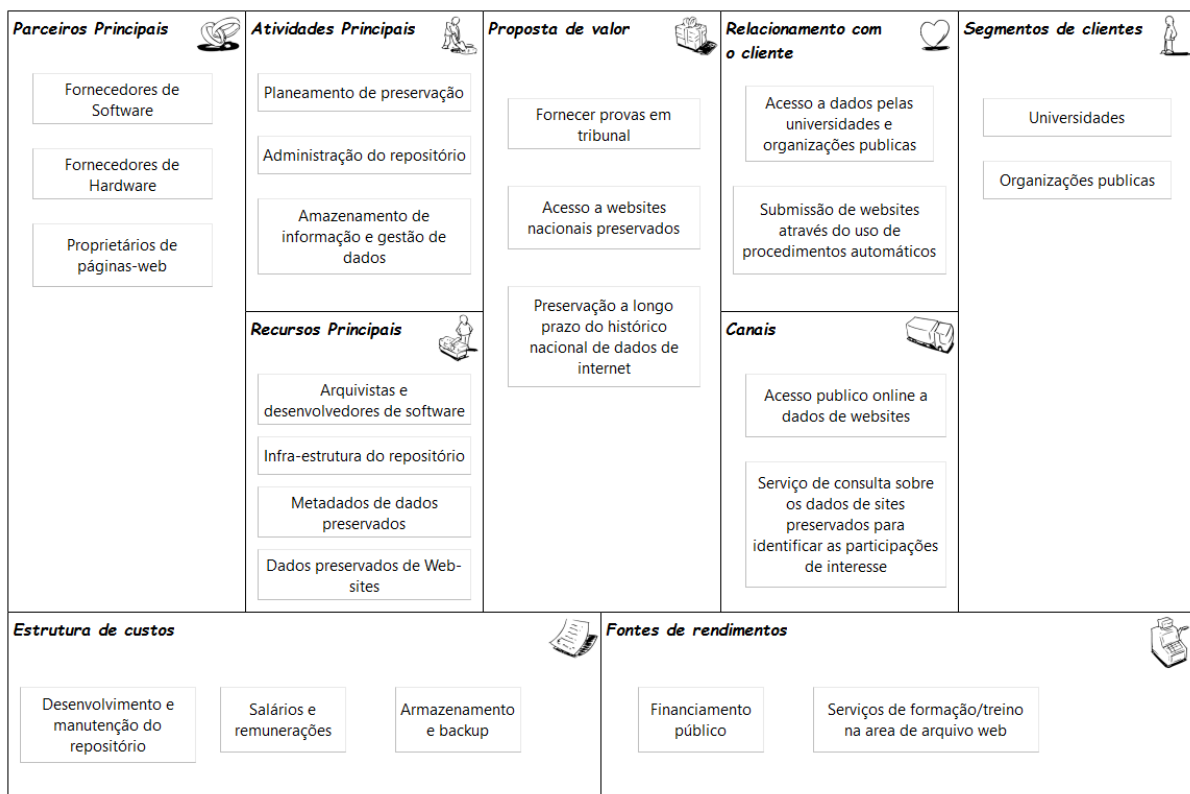 Parceiros Principais
Fornecedores de
Software
Fornecedores de
Hardware
Proprietários de
páginas-web
Atividades Principais
Planeamento de preservação
Administração do repositório
Amazenamento de
informação e gestão de
dados
Recursos Principais
Arquivistas e
desenvolvedores de software
Infra-estrutura do repositório
Metadados de dados
preservados
Dados preservados de Web-
sites
Proposta de valor
Fornecer provas em
tribunal
Acesso a websites
nacionais preservados
Preservação a longo
prazo do histórico
nacional de dados de
internet
Relacionamento com
o cliente
Acesso a dados pelas
universidades e
organizações publicas
Submissão de websites
através do uso de
procedimentos automáticos
Canais
Acesso publico online a
dados de websites
Serviço de consulta sobre
os dados de sites
preservados para
identificar as participações
de interesse
Segmentos de clientes
Universidades
Organizações publicas
Estrutura de custos
Desenvolvimento e
manutenção do
repositório
Salários e
remunerações
Armazenamento
e backup
Fontes de rendimentos
Financiamento
público
Serviços de formação/treino
na area de arquivo web